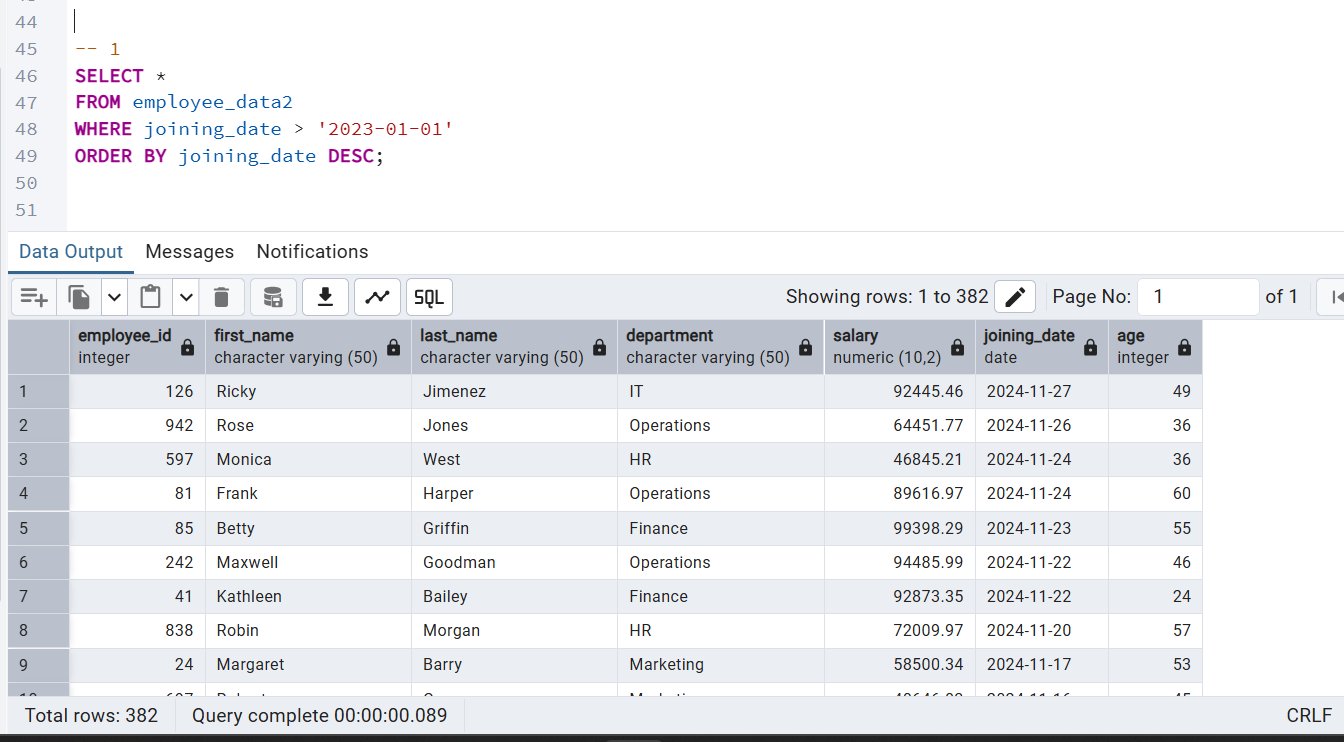 44
45 -- 1
46 SELECT *
47 FROM employee_data2
48 WHERE joining_date > '2023-01-01'
49 ORDER BY joining_date DESC;
50
51
Data Output Messages Notifications
SQL Showing rows: 1 to 382 Page No: 1 of 1
employee_id first_name last_name department salary joining_date age
integer character varying (50) character varying (50) character varying (50) numeric (10,2) date integer
1 126 Ricky Jimenez IT 92445.46 2024-11-27 49
2 942 Rose Jones Operations 64451.77 2024-11-26 36
3 597 Monica West HR 46845.21 2024-11-24 36
4 81 Frank Harper Operations 89616.97 2024-11-24 60
5 85 Betty Griffin Finance 99398.29 2024-11-23 55
6 242 Maxwell Goodman Operations 94485.99 2024-11-22 46
7 41 Kathleen Bailey Finance 92873.35 2024-11-22 24
8 838 Robin Morgan HR 72009.97 2024-11-20 57
9 24 Margaret Barry Marketing 58500.34 2024-11-17 53
Total rows: 382 Query complete 00:00:00.089 CRLF